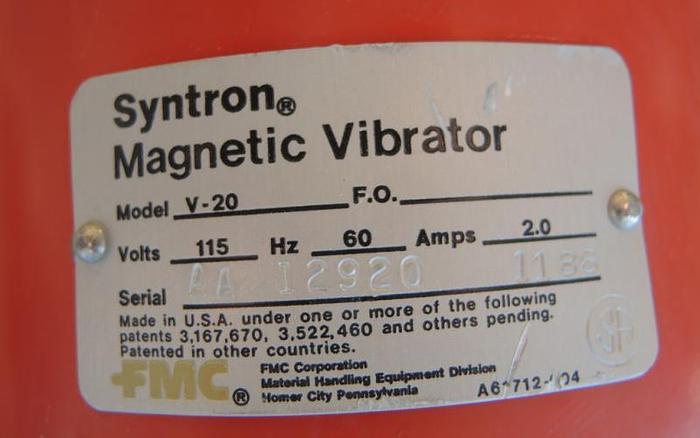 Syntron®
Magnetic Vibrator
Model V-20 F.O.
Volts 115 Hz 60 Amps 2.0
Serial AA 12920 1186
Made in U.S.A. under one or more of the following
patents 3,167,670, 3,522,460 and others pending.
Patented in other countries.
FMC®
FMC Corporation
Material Handling Equipment Division
Homer City Pennsylvania